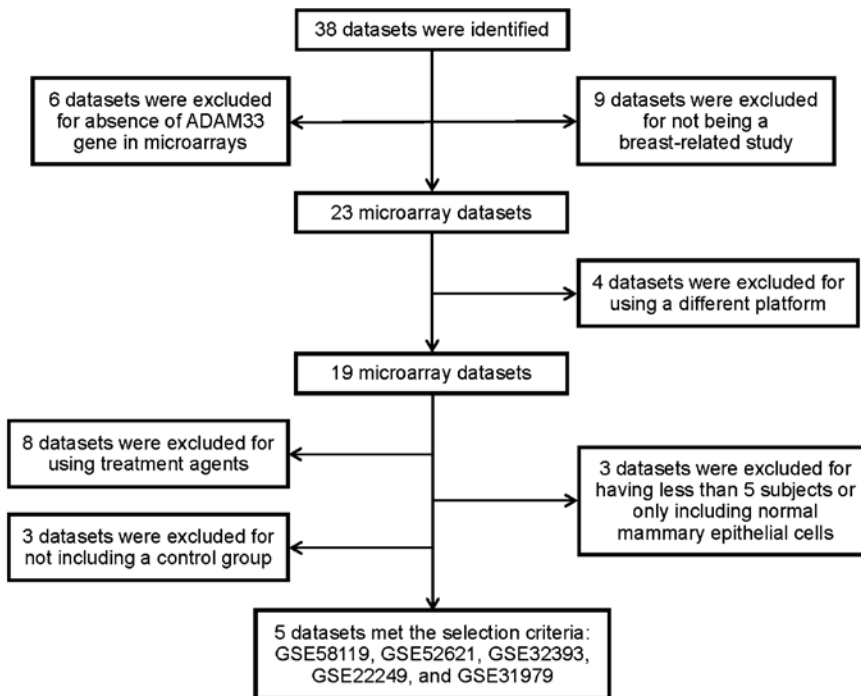 38 datasets were identified
6 datasets were excluded
for absence of ADAM33
gene in microarrays
9 datasets were excluded
for not being a
breast-related study
23 microarray datasets
4 datasets were excluded for
using a different platform
19 microarray datasets
8 datasets were excluded for
using treatment agents
3 datasets were excluded for
having less than 5 subjects or
only including normal
mammary epithelial cells
3 datasets were excluded for
not including a control group
5 datasets met the selection criteria:
GSE58119, GSE52621, GSE32393,
GSE22249, and GSE31979